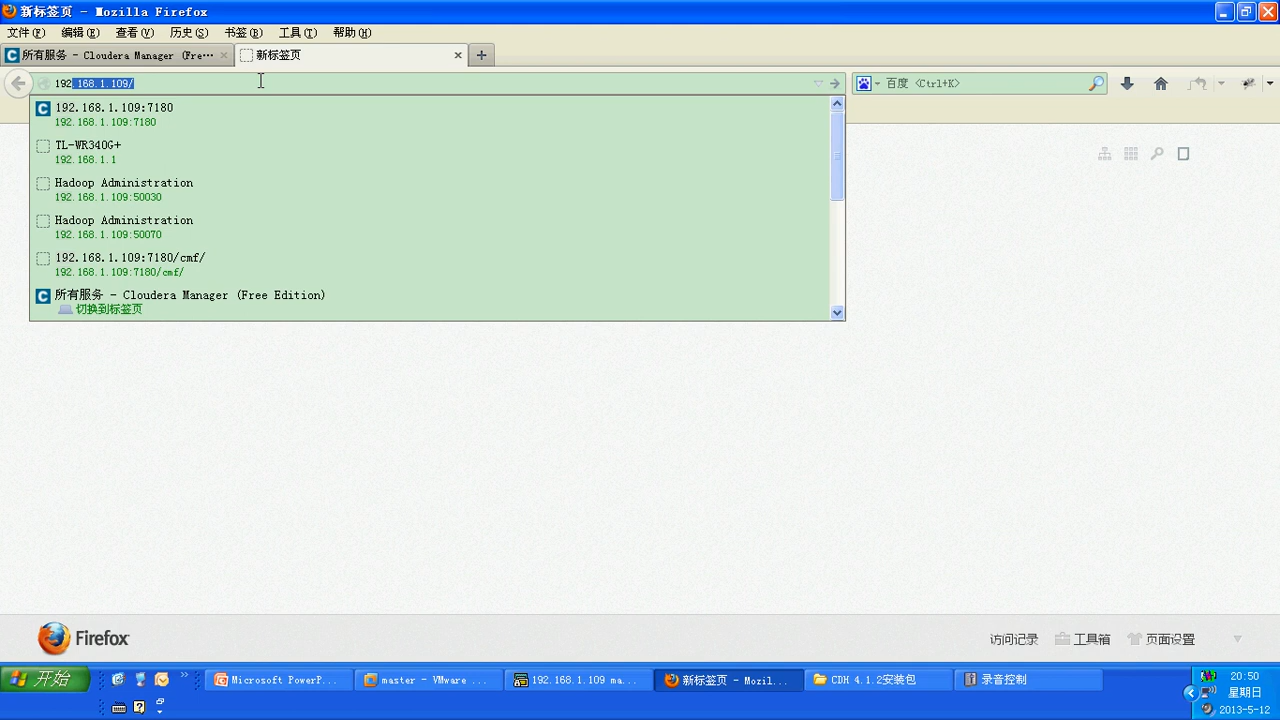 新标签页 - Mozilla Firefox
文件(F) 编辑(E) 查看(V) 历史(S) 书签(B) 工具(T) 帮助(H)
所有服务 - Cloudera Manager (Fre... 新标签页
192.168.1.109/ 百度 <Ctrl+K>
192.168.1.109:7180
192.168.1.109:7180
TL-WR340G+
192.168.1.1
Hadoop Administration
192.168.1.109:50030
Hadoop Administration
192.168.1.109:50070
192.168.1.109:7180/cmf/
192.168.1.109:7180/cmf/
所有服务 - Cloudera Manager (Free Edition)
切换到标签页
Firefox 访问记录 工具箱 页面设置
开始 Microsoft PowerP... master - VMware ... 192.168.1.109 ma... 新标签页 - Mozil... CDH 4.1.2安装包 录音控制
20:50
星期日
2013-5-12